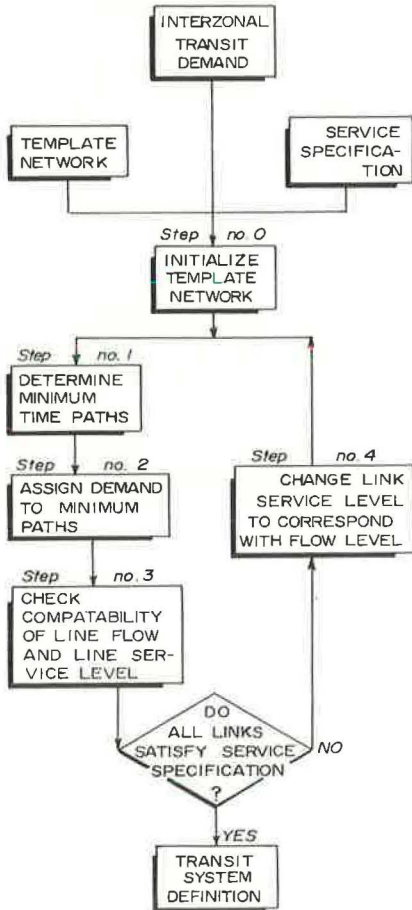 INTERZONAL
TRANSIT
DEMAND
TEMPLATE
NETWORK
SERVICE
SPECIFICA-
TION
Step no. 0
INITIALIZE
TEMPLATE
NETWORK
Step no. 1
DETERMINE
MINIMUM
TIME PATHS
Step no. 2
ASSIGN DEMAND
TO MINIMUM
PATHS
Step no. 3
CHECK
COMPATABILITY
OF LINE FLOW
AND LINE SER-
VICE LEVEL
Step no. 4
CHANGE LINK
SERVICE LEVEL
TO CORRESPOND
WITH FLOW LEVEL
DO
ALL LINKS
SATISFY SERVICE
SPECIFICATION
?
NO
YES
TRANSIT
SYSTEM
DEFINITION